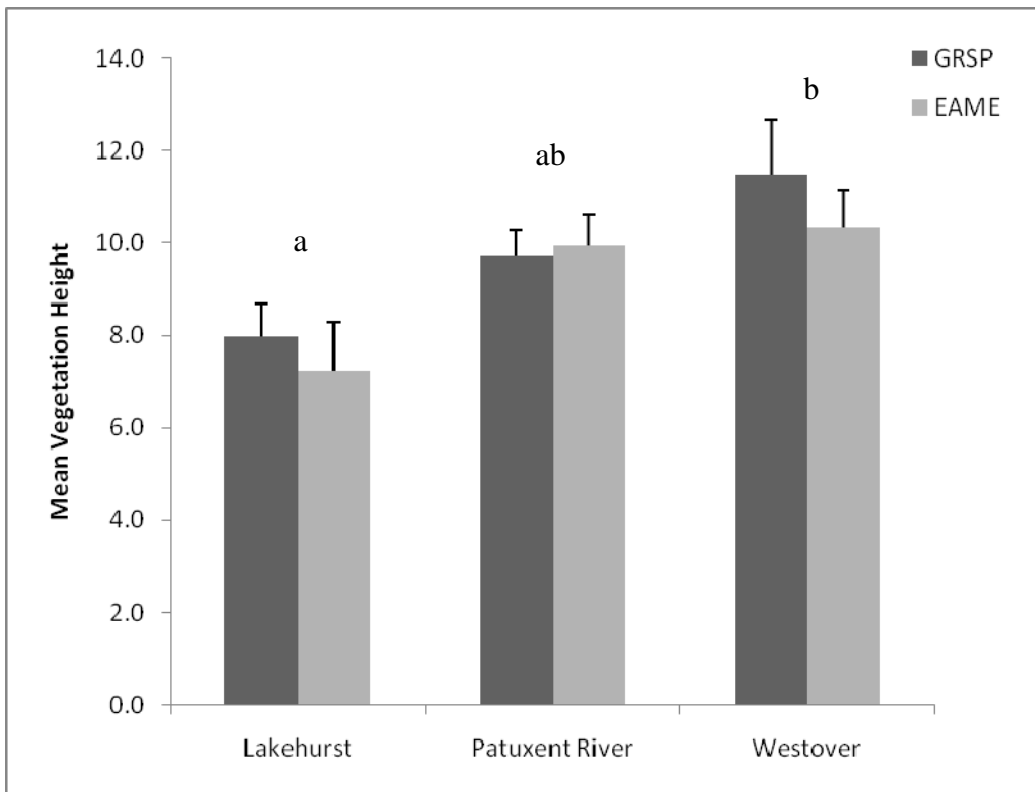 14.0
12.0
10.0
8.0
6.0
4.0
2.0
0.0
Mean Vegetation Height
a
ab
b
GRSP
EAME
Lakehurst
Patuxent River
Westover